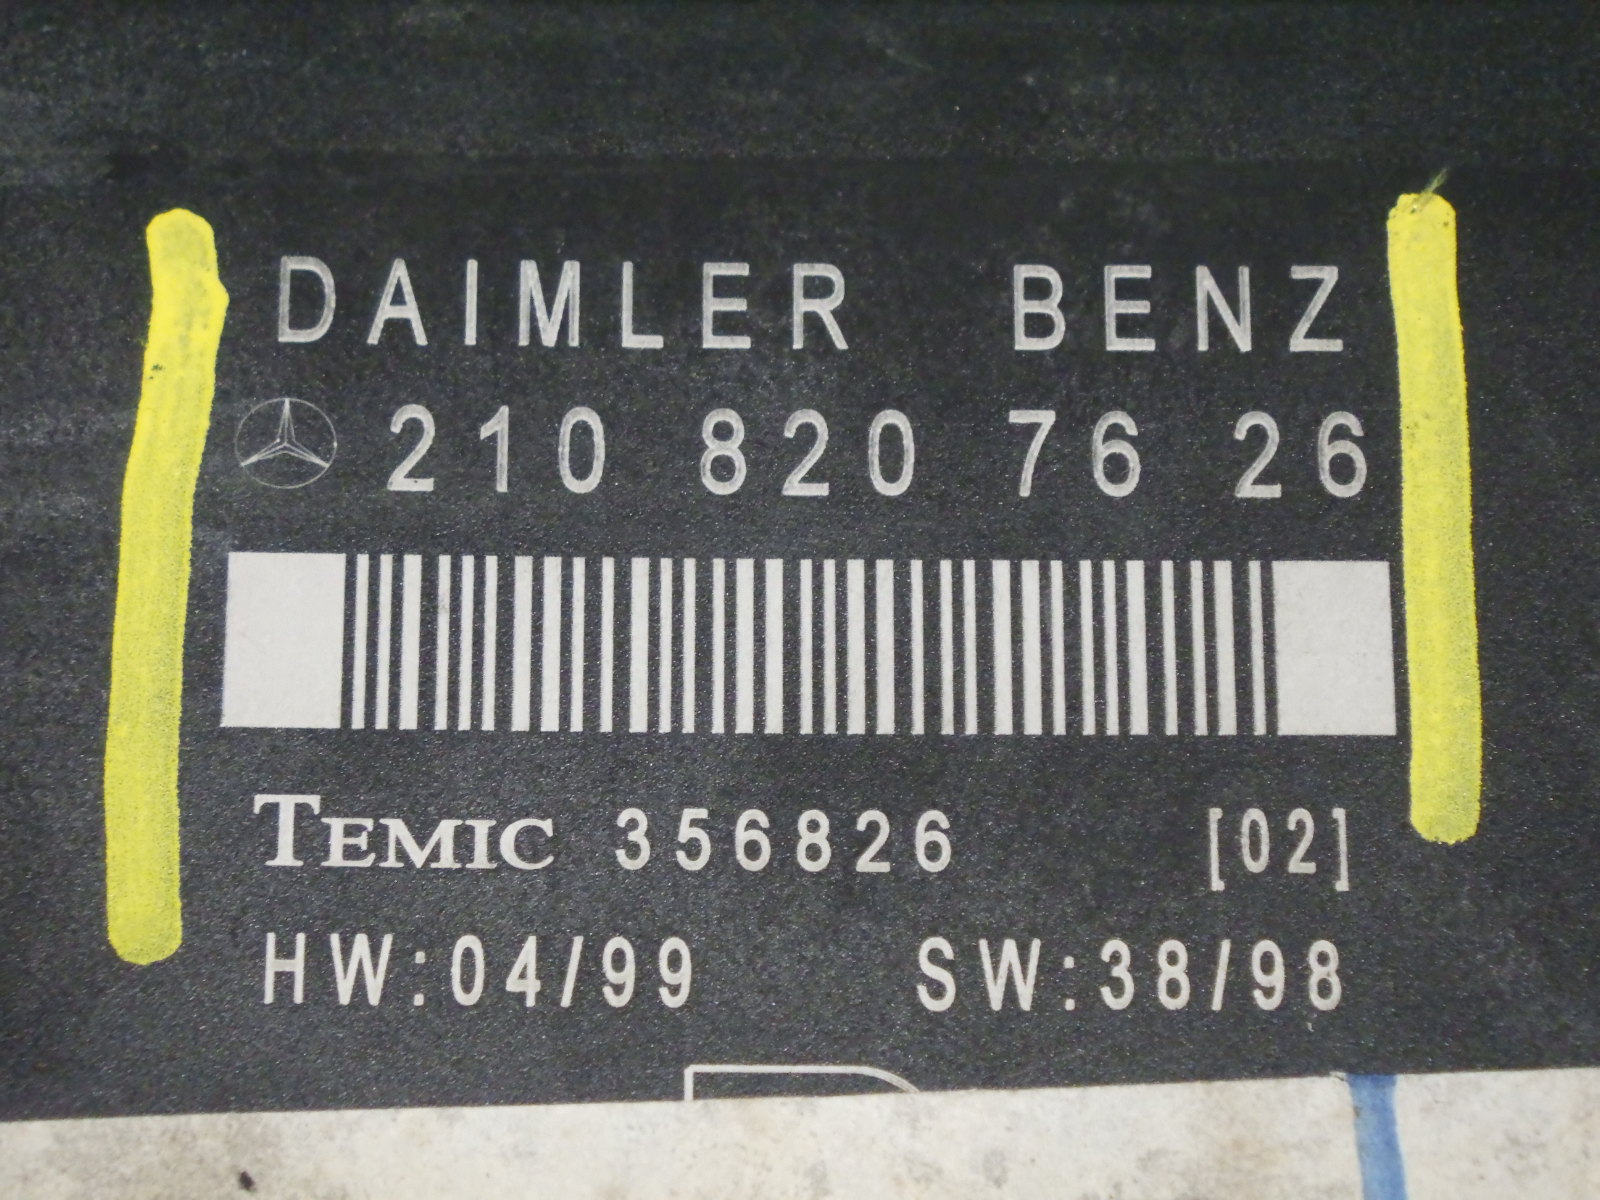 DAIMLER BENZ
210 820 76 26
TEMIC 356826 [02]
HW:04/99 SW:38/98